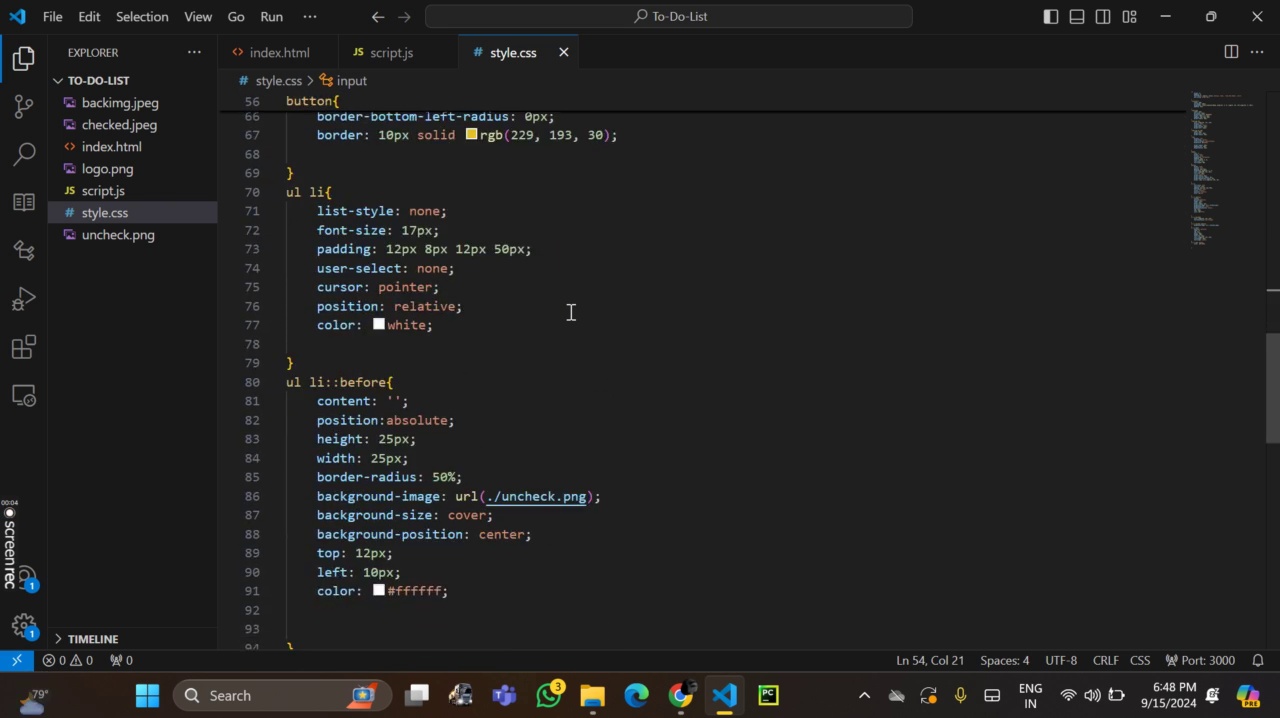 File Edit Selection View Go Run ··· To-Do-List
EXPLORER ···
TO-DO-LIST
backimg.jpeg
checked.jpeg
index.html
logo.png
JS script.js
# style.css
uncheck.png
TIMELINE
index.html JS script.js # style.css
# style.css > input
56 button{
66 border-bottom-left-radius: 0px;
67 border: 10px solid rgb(229, 193, 30);
68
69 }
70 ul li{
71 list-style: none;
72 font-size: 17px;
73 padding: 12px 8px 12px 50px;
74 user-select: none;
75 cursor: pointer;
76 position: relative;
77 color: white;
78
79 }
80 ul li::before{
81 content: '';
82 position:absolute;
83 height: 25px;
84 width: 25px;
85 border-radius: 50%;
86 background-image: url(./uncheck.png);
87 background-size: cover;
88 background-position: center;
89 top: 12px;
90 left: 10px;
91 color: #ffffff;
92
93
94 }
00:04
screenrec
1
1
0 0 0 Ln 54, Col 21 Spaces: 4 UTF-8 CRLF CSS Port: 3000
79° Search 3 PC ENG IN 6:48 PM 9/15/2024 PRE